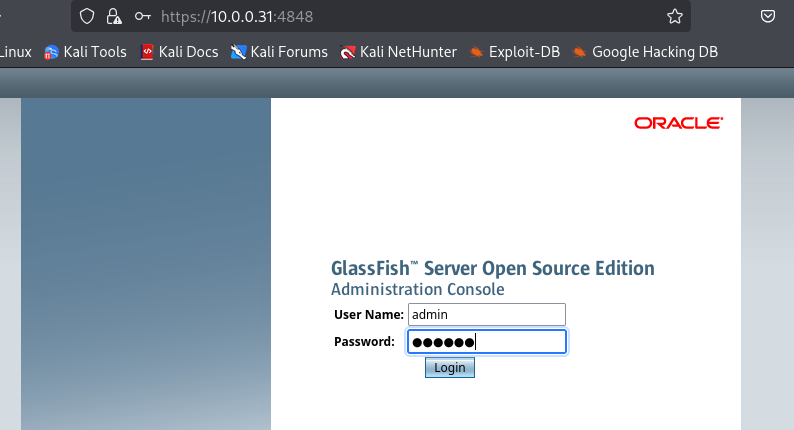 https://10.0.0.31:4848
Linux Kali Tools Kali Docs Kali Forums Kali NetHunter Exploit-DB Google Hacking DB
ORACLE
GlassFish™ Server Open Source Edition
Administration Console
User Name: admin
Password: ●●●●●●
Login